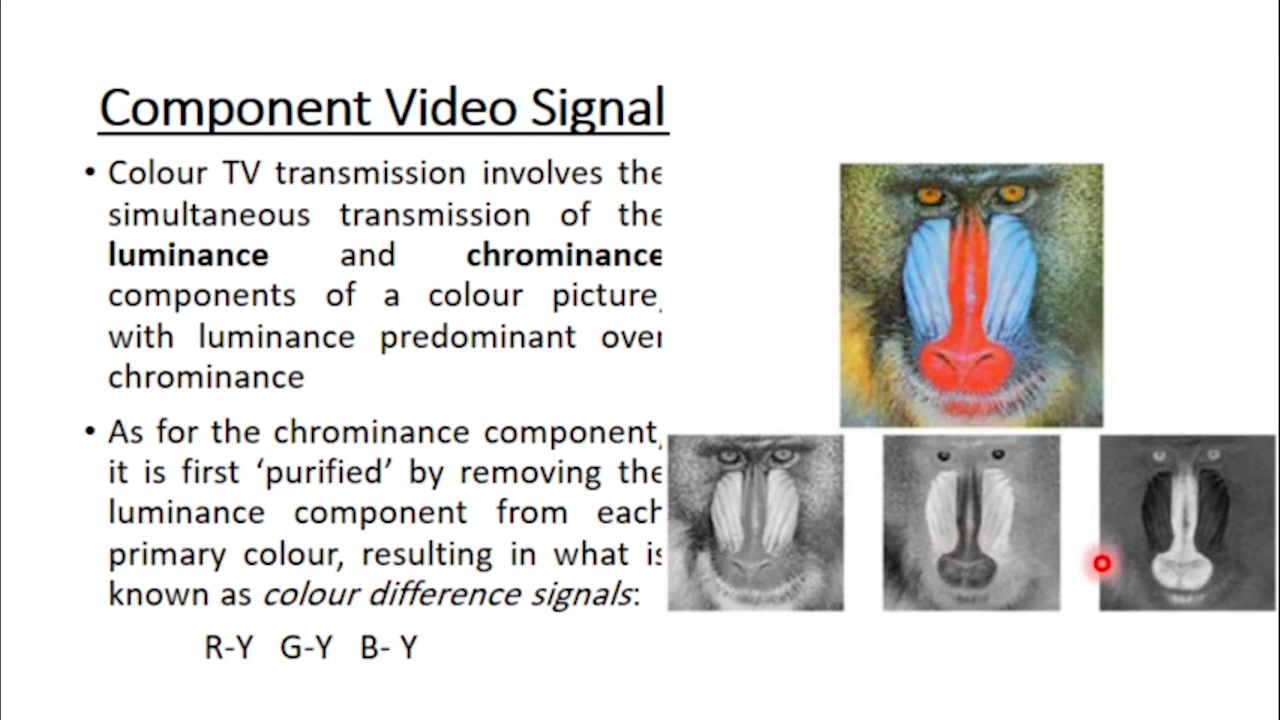 Component Video Signal
• Colour TV transmission involves the
simultaneous transmission of the
luminance and chrominance
components of a colour picture,
with luminance predominant over
chrominance
• As for the chrominance component,
it is first ‘purified’ by removing the
luminance component from each
primary colour, resulting in what is
known as colour difference signals:
R-Y G-Y B- Y